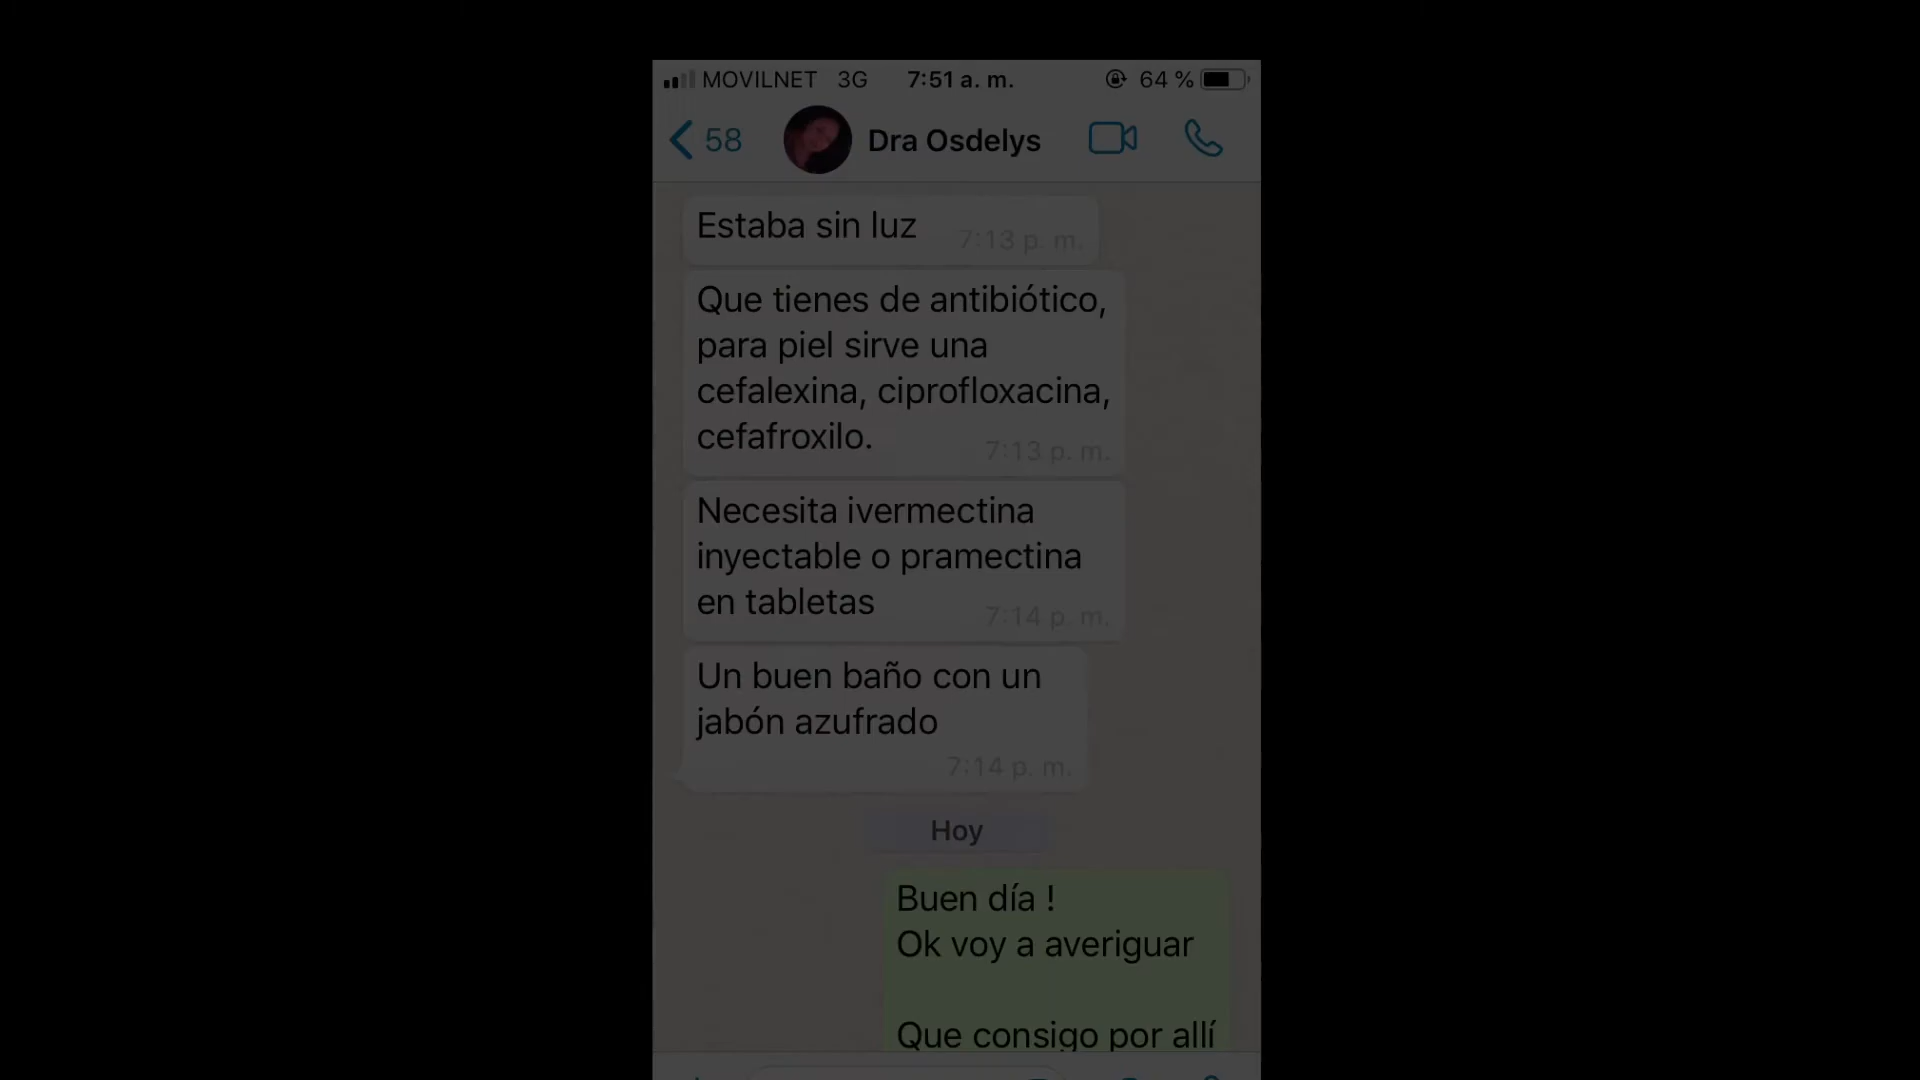 MOVILNET 3G 7:51 a. m. 64 %
58 Dra Osdelys
Estaba sin luz
7:13 p. m.
Que tienes de antibiótico,
para piel sirve una
cefalexina, ciprofloxacina,
cefafroxilo.
7:13 p. m.
Necesita ivermectina
inyectable o pramectina
en tabletas
7:14 p. m.
Un buen baño con un
jabón azufrado
7:14 p. m.
Hoy
Buen día !
Ok voy a averiguar
Que consigo por allí